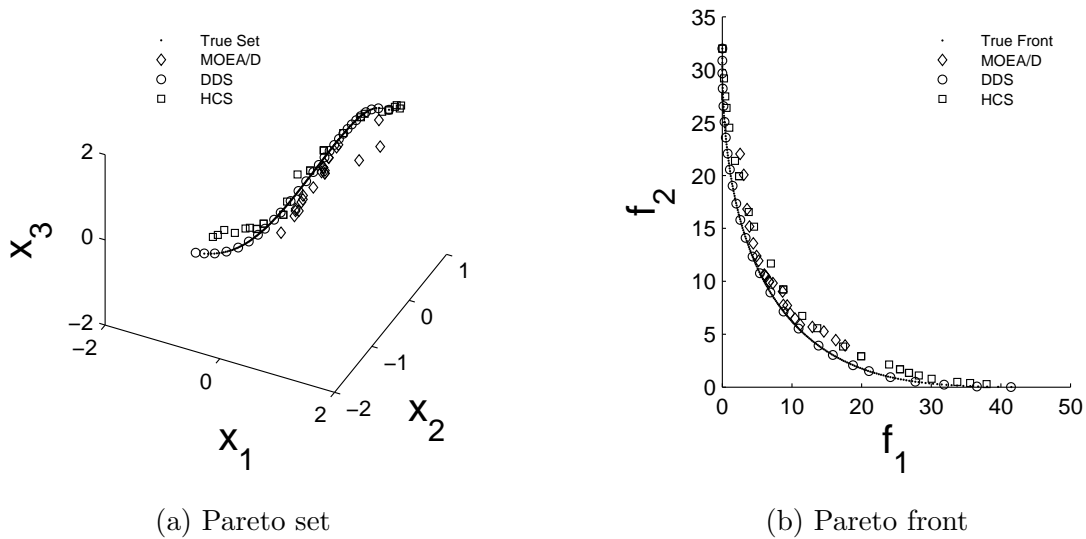 True Set
MOEA/D
DDS
HCS
2
0
−2
−2
0
2
−2
−1
0
1
x3
x1
x2
(a) Pareto set
35
30
25
20
15
10
5
0
0
10
20
30
40
50
f2
f1
True Front
MOEA/D
DDS
HCS
(b) Pareto front